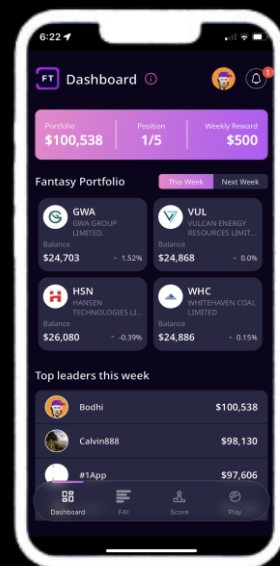 6:22
FT Dashboard
1
Portfolio Position Weekly Reward
$100,538 1/5 $500
Fantasy Portfolio This Week Next Week
GWA VUL
GWA GROUP VULCAN ENERGY
LIMITED. RESOURCES LIMIT...
Balance Balance
$24,703 1.52% $24,868 0.0%
HSN WHC
HANSEN WHITEHAVEN COAL
TECHNOLOGIES LI... LIMITED
Balance Balance
$26,080 -0.39% $24,886 0.15%
Top leaders this week
Bodhi $100,538
Calvin888 $98,130
#1App $97,606
Dashboard FAI Score Play